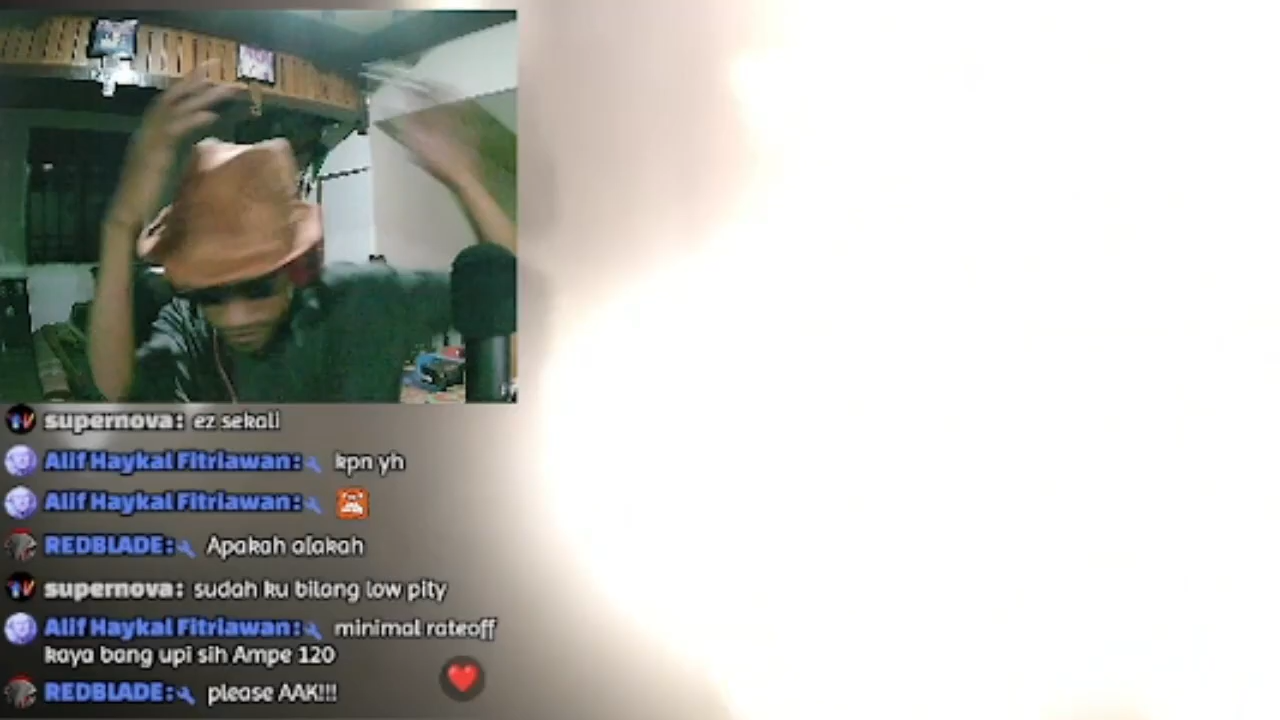 supernova: ez sekali
Alif Haykal Fitriawan: kpn yh
Alif Haykal Fitriawan:
REDBLADE: Apakah afakah
supernova: sudah ku bilang low pity
Alif Haykal Fitriawan: minimal rateoff
kaya bang upi sih Ampe 120
REDBLADE: please AAK!!!